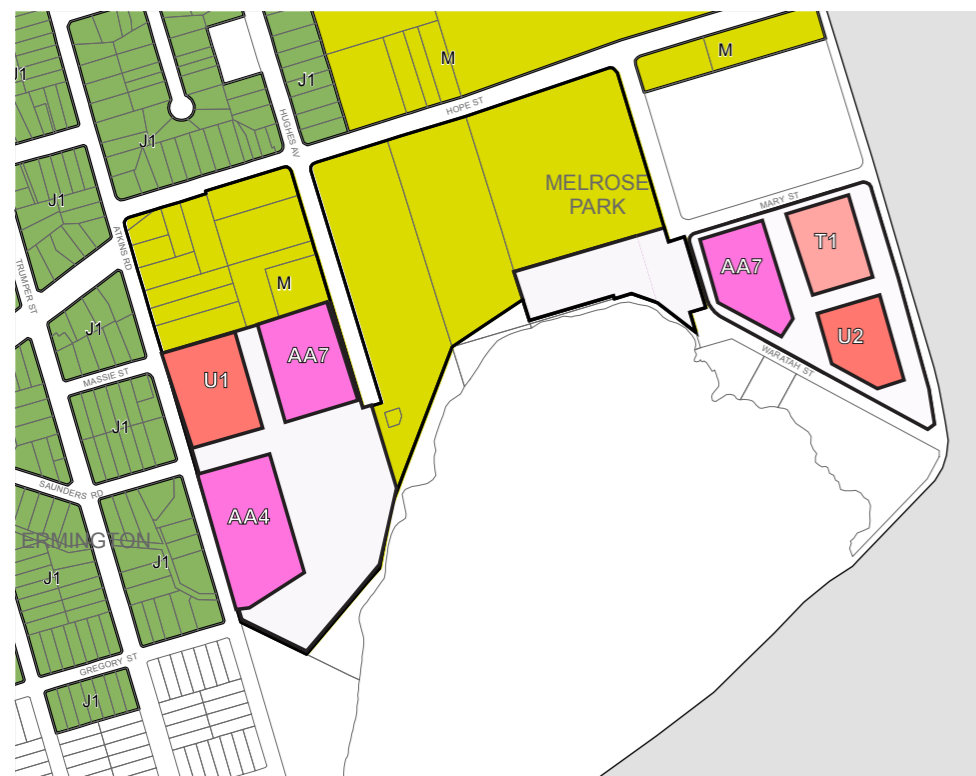 M
M
J1
J1
HOPE ST
HUGHES AV
J1
MELROSE
PARK
J1
MARY ST
T1
ATKINS RD
AA7
TRUMPER ST
M
J1
U2
AA7
WARATAH ST
U1
MASSIE ST
J1
SAUNDERS RD
AA4
ERMINGTON
J1
J1
GREGORY ST
J1